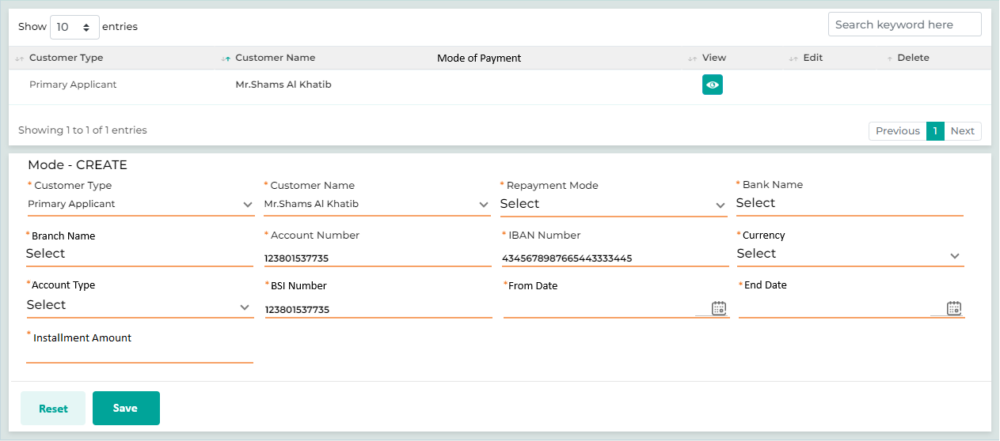 Show 10 entries
Search keyword here
Customer Type Customer Name Mode of Payment View Edit Delete
Primary Applicant Mr.Shams Al Khatib
Showing 1 to 1 of 1 entries
Previous 1 Next
Mode - CREATE
* Customer Type * Customer Name * Repayment Mode * Bank Name
Primary Applicant Mr.Shams Al Khatib Select Select
* Branch Name * Account Number * IBAN Number * Currency
Select 123801537735 4345678987665443333445 Select
* Account Type * BSI Number * From Date * End Date
Select 123801537735
* Installment Amount
Reset Save